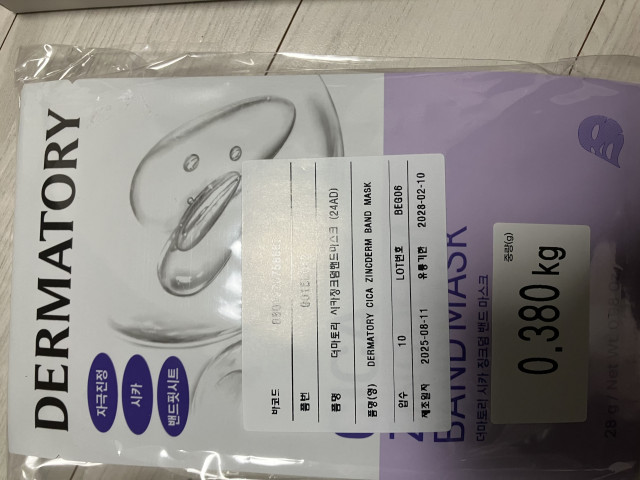 DERMATORY
자극진정
시카
밴드핏시트
바코드
품번
품명 더마토리 시카징크덤밴드마스크 (24AD)
품명(영) DERMATORY CICA ZINCDERM BAND MASK
입수 10 LOT번호 BEG06
제조일자 2025-08-11 유통기한 2028-02-10
BAND MASK
더마토리 시카 징크덤 밴드 마스크
중량(g)
0.380 kg
28 g / Net Wt.